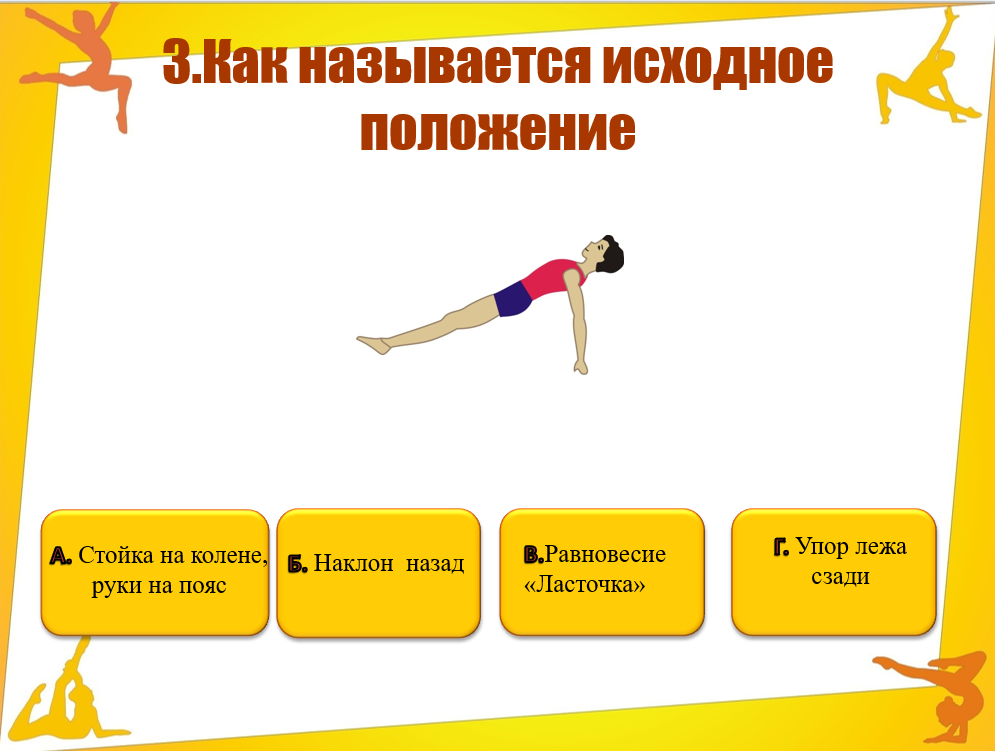 3.Как называется исходное
положение
А. Стойка на колене,
руки на пояс
Б. Наклон назад
В.Равновесие
«Ласточка»
Г. Упор лежа
сзади